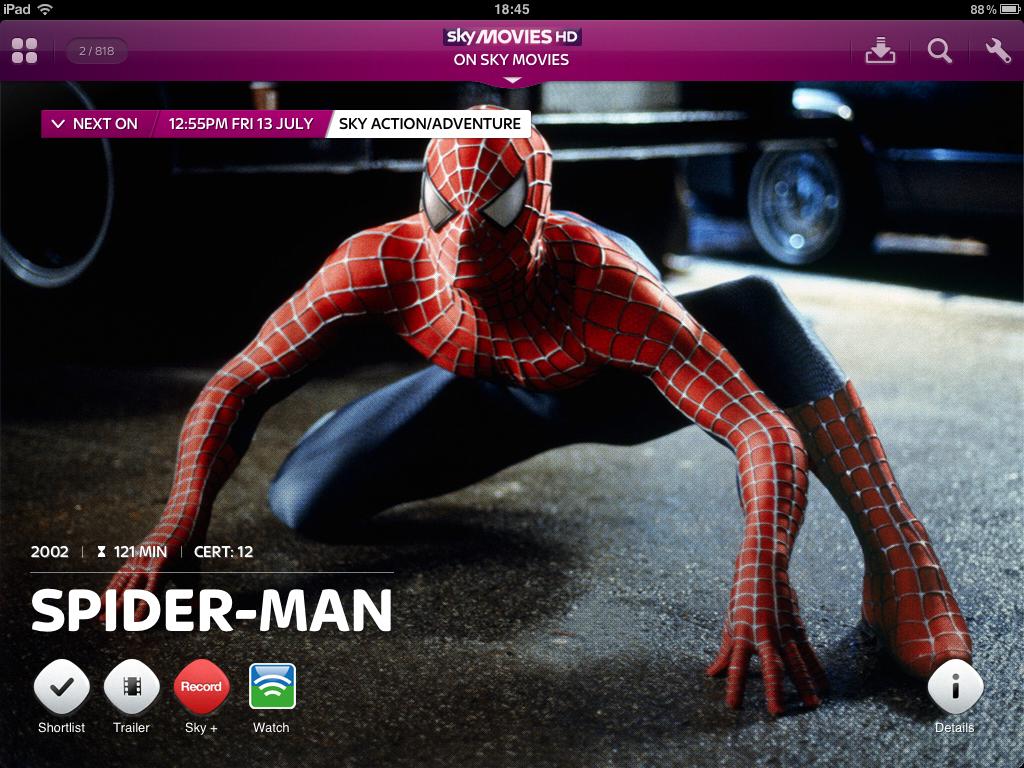 iPad 18:45 88%
2 / 818
sky MOVIES HD
ON SKY MOVIES
NEXT ON 12:55PM FRI 13 JULY SKY ACTION/ADVENTURE
2002 121 MIN CERT: 12
SPIDER-MAN
Record
Shortlist Trailer Sky + Watch Details